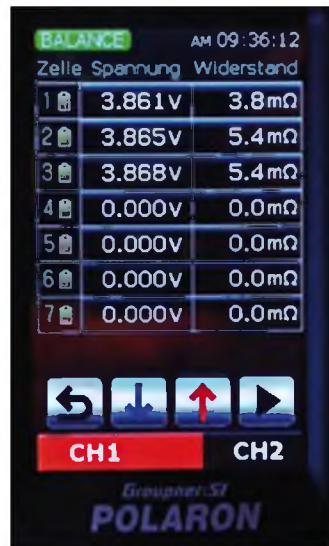 BALANCE AM 09:36:12
Zelle Spannung Widerstand
1 3.861V 3.8mΩ
2 3.865V 5.4mΩ
3 3.868V 5.4mΩ
4 0.000V 0.0mΩ
5 0.000V 0.0mΩ
6 0.000V 0.0mΩ
7 0.000V 0.0mΩ
CH1 CH2
Graupner/SJ
POLARON